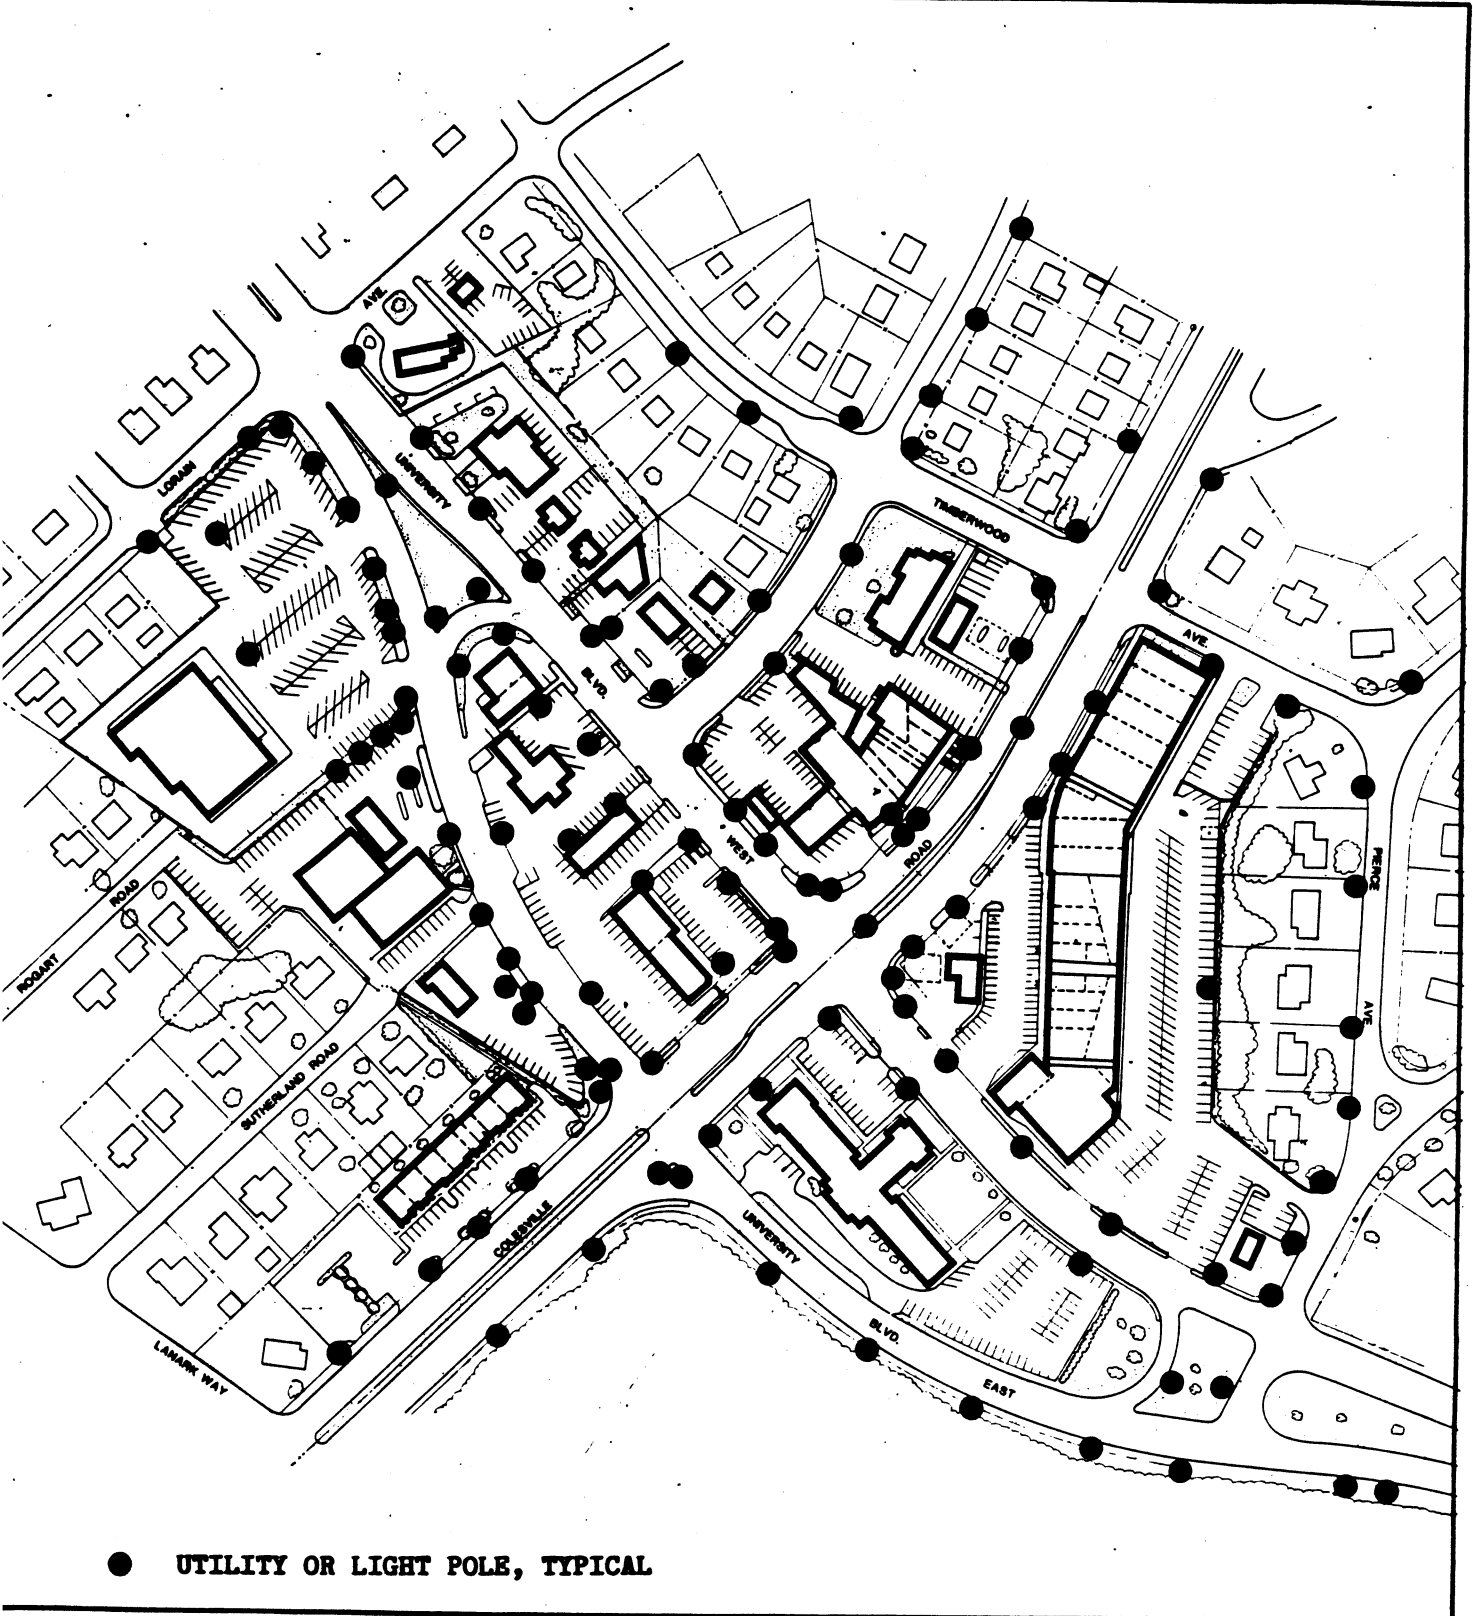 AVE.
LORAIN
UNIVERSITY
TIMBERWOOD
AVE.
BLVD.
WEST
ROAD
PIERCE
ROAD
ROGART
AVE
SUTHERLAND ROAD
COLESVILLE
UNIVERSITY
LANARK WAY
BLVD.
EAST
UTILITY OR LIGHT POLE, TYPICAL